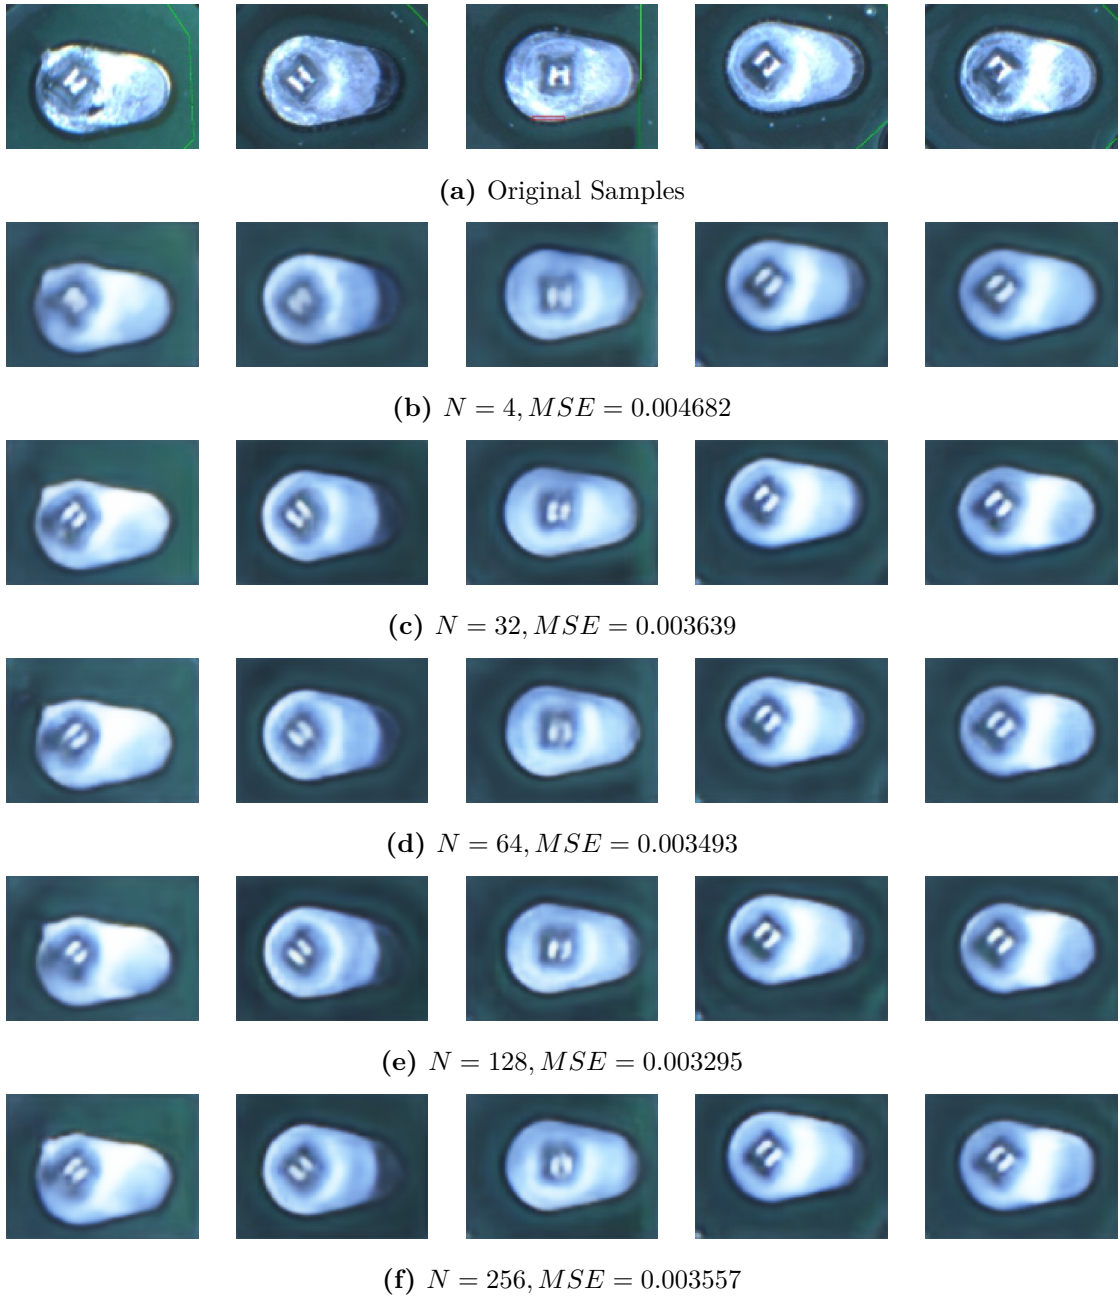 (a) Original Samples
(b) N = 4, MSE = 0.004682
(c) N = 32, MSE = 0.003639
(d) N = 64, MSE = 0.003493
(e) N = 128, MSE = 0.003295
(f) N = 256, MSE = 0.003557